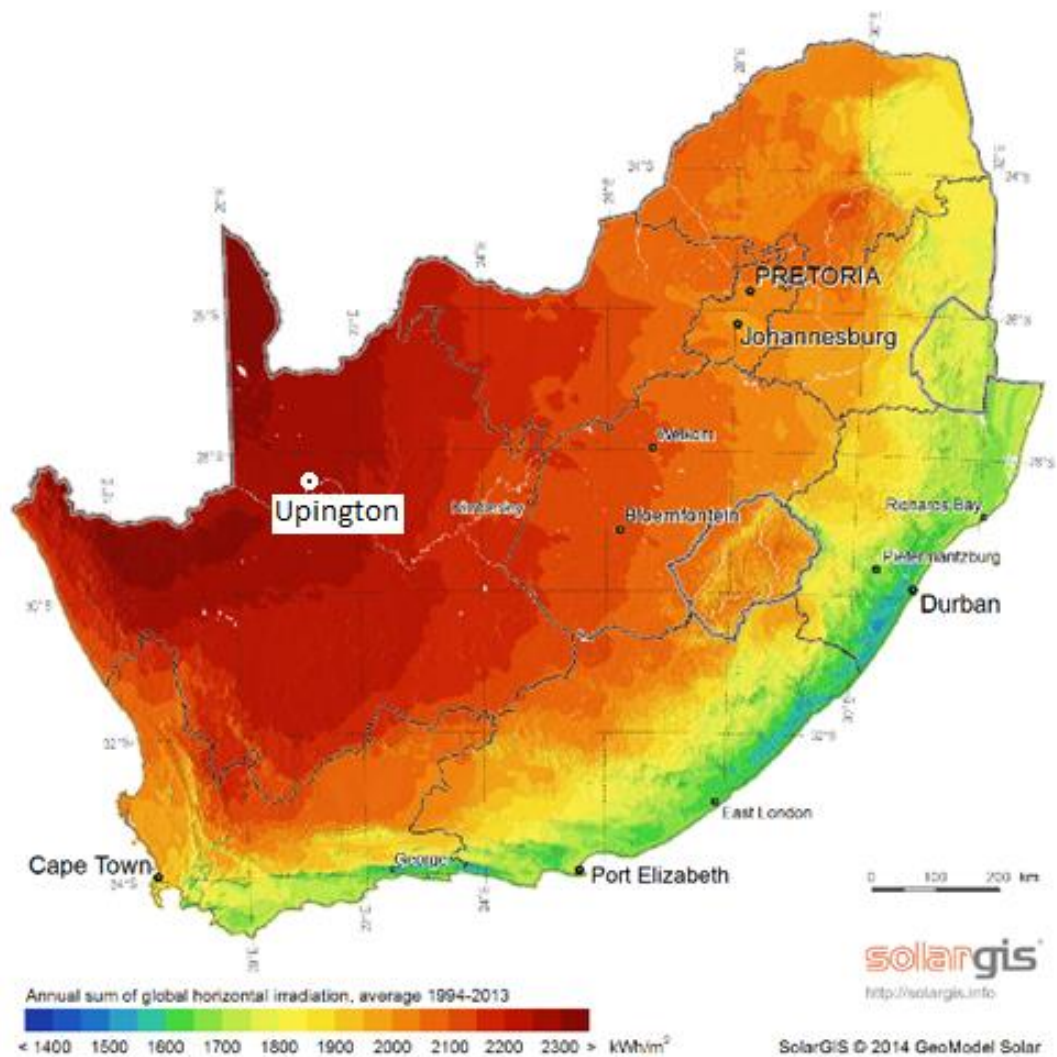 PRETORIA
Johannesburg
Welkom
Upington
Kimberley
Bloemfontein
Richards Bay
Pietermaritzburg
Durban
East London
Cape Town
George
Port Elizabeth
0 100 200 km
solargis
http://solargis.info
Annual sum of global horizontal irradiation, average 1994-2013
< 1400 1500 1600 1700 1800 1900 2000 2100 2200 2300 > kWh/m²
SolarGIS © 2014 GeoModel Solar